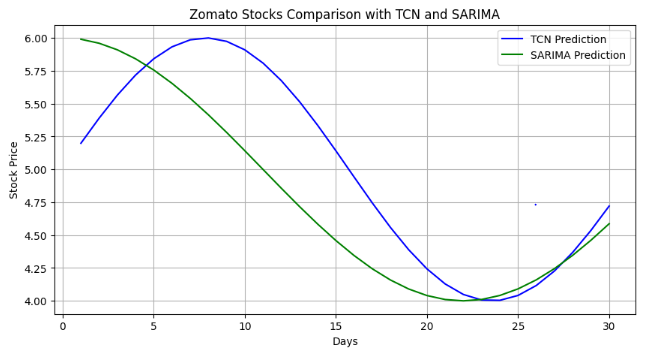 Zomato Stocks Comparison with TCN and SARIMA
TCN Prediction
SARIMA Prediction
Stock Price
6.00
5.75
5.50
5.25
5.00
4.75
4.50
4.25
4.00
0 5 10 15 20 25 30
Days